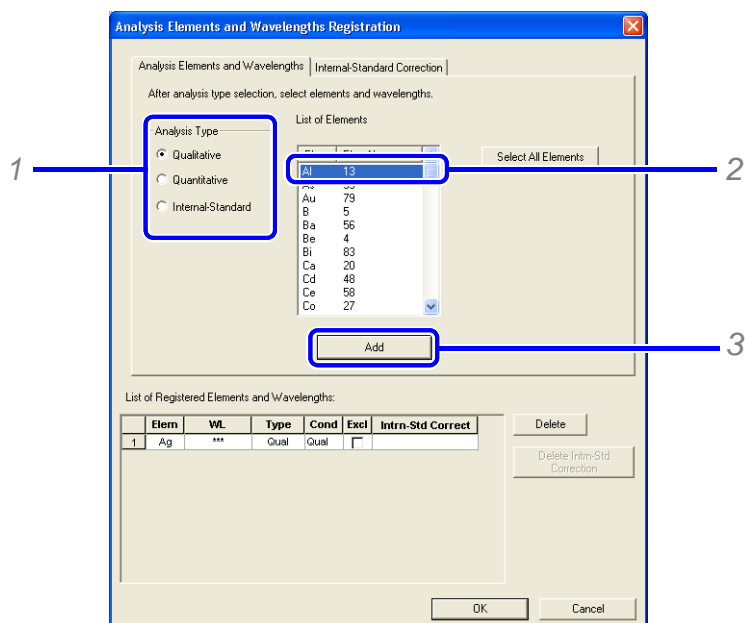 Analysis Elements and Wavelengths Registration
Analysis Elements and Wavelengths
Internal-Standard Correction
After analysis type selection, select elements and wavelengths.
List of Elements
Analysis Type
Qualitative
Quantitative
Internal-Standard
Select All Elements
1
2
Al 13
Au 79
B 5
Ba 56
Be 4
Bi 83
Ca 20
Cd 48
Ce 58
Co 27
Add
3
List of Registered Elements and Wavelengths:
Elem WL Type Cond Excl Intrn-Std Correct
1 Ag *** Qual Qual
Delete
Delete Intrn-Std
Correction
OK
Cancel